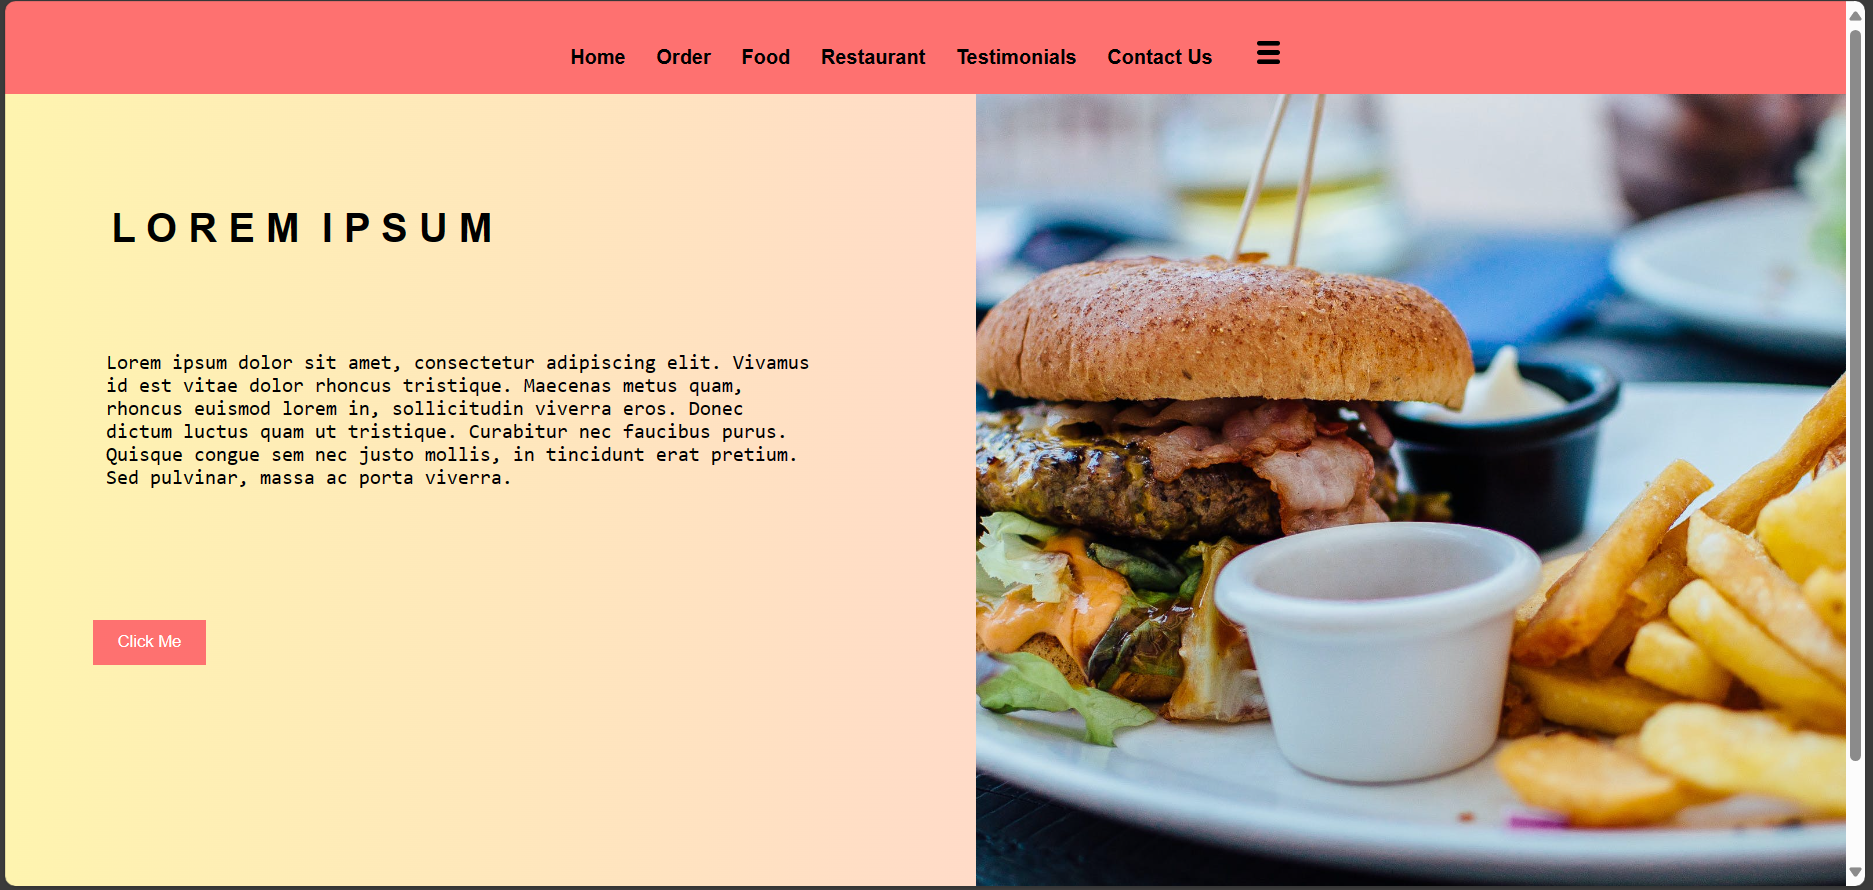 Home Order Food Restaurant Testimonials Contact Us
LOREM IPSUM
Lorem ipsum dolor sit amet, consectetur adipiscing elit. Vivamus
id est vitae dolor rhoncus tristique. Maecenas metus quam,
rhoncus euismod lorem in, sollicitudin viverra eros. Donec
dictum luctus quam ut tristique. Curabitur nec faucibus purus.
Quisque congue sem nec justo mollis, in tincidunt erat pretium.
Sed pulvinar, massa ac porta viverra.
Click Me